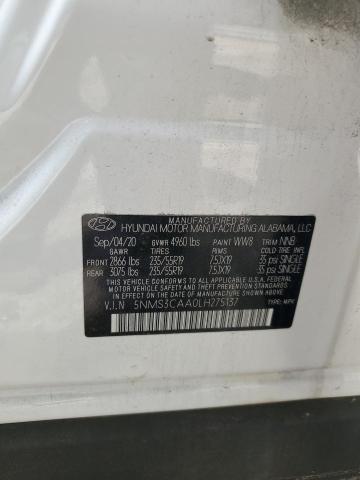 MANUFACTURED BY
HYUNDAI MOTOR MANUFACTURING ALABAMA, LLC
Sep/04/20 GVWR 4960 lbs PAINT WW8 TRIM NNB
GAWR TIRES RIMS COLD TIRE INFL
FRONT 2866 lbs 235/55R19 7.5JX19 35 psi SINGLE
REAR 3075 lbs 235/55R19 7.5JX19 35 psi SINGLE
THIS VEHICLE CONFORMS TO ALL APPLICABLE U.S.A. FEDERAL
MOTOR VEHICLE SAFETY AND THEFT PREVENTION STANDARDS
IN EFFECT ON THE DATE OF MANUFACTURE SHOWN ABOVE.
V.I.N 5NMS3CAA0LH275137 TYPE: MPV